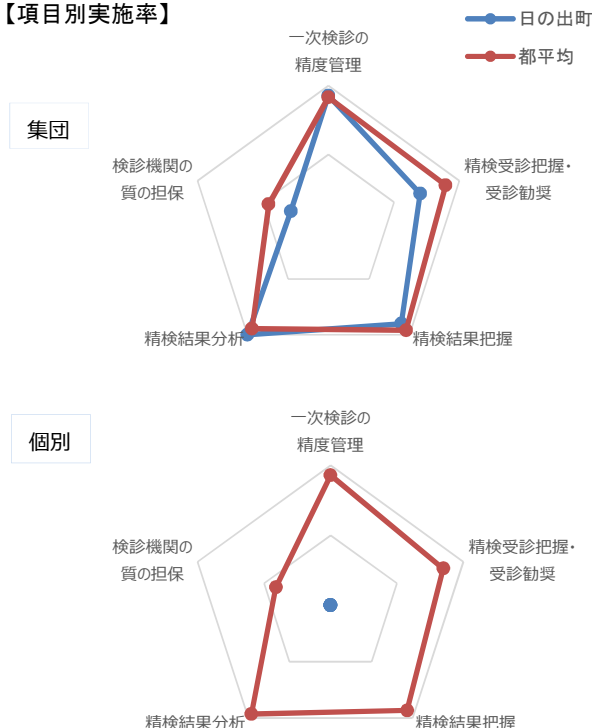 【項目別実施率】
日の出町
都平均
集団
一次検診の
精度管理
精検受診把握・
受診勧奨
精検結果把握
精検結果分析
検診機関の
質の担保
個別
一次検診の
精度管理
精検受診把握・
受診勧奨
精検結果把握
精検結果分析
検診機関の
質の担保